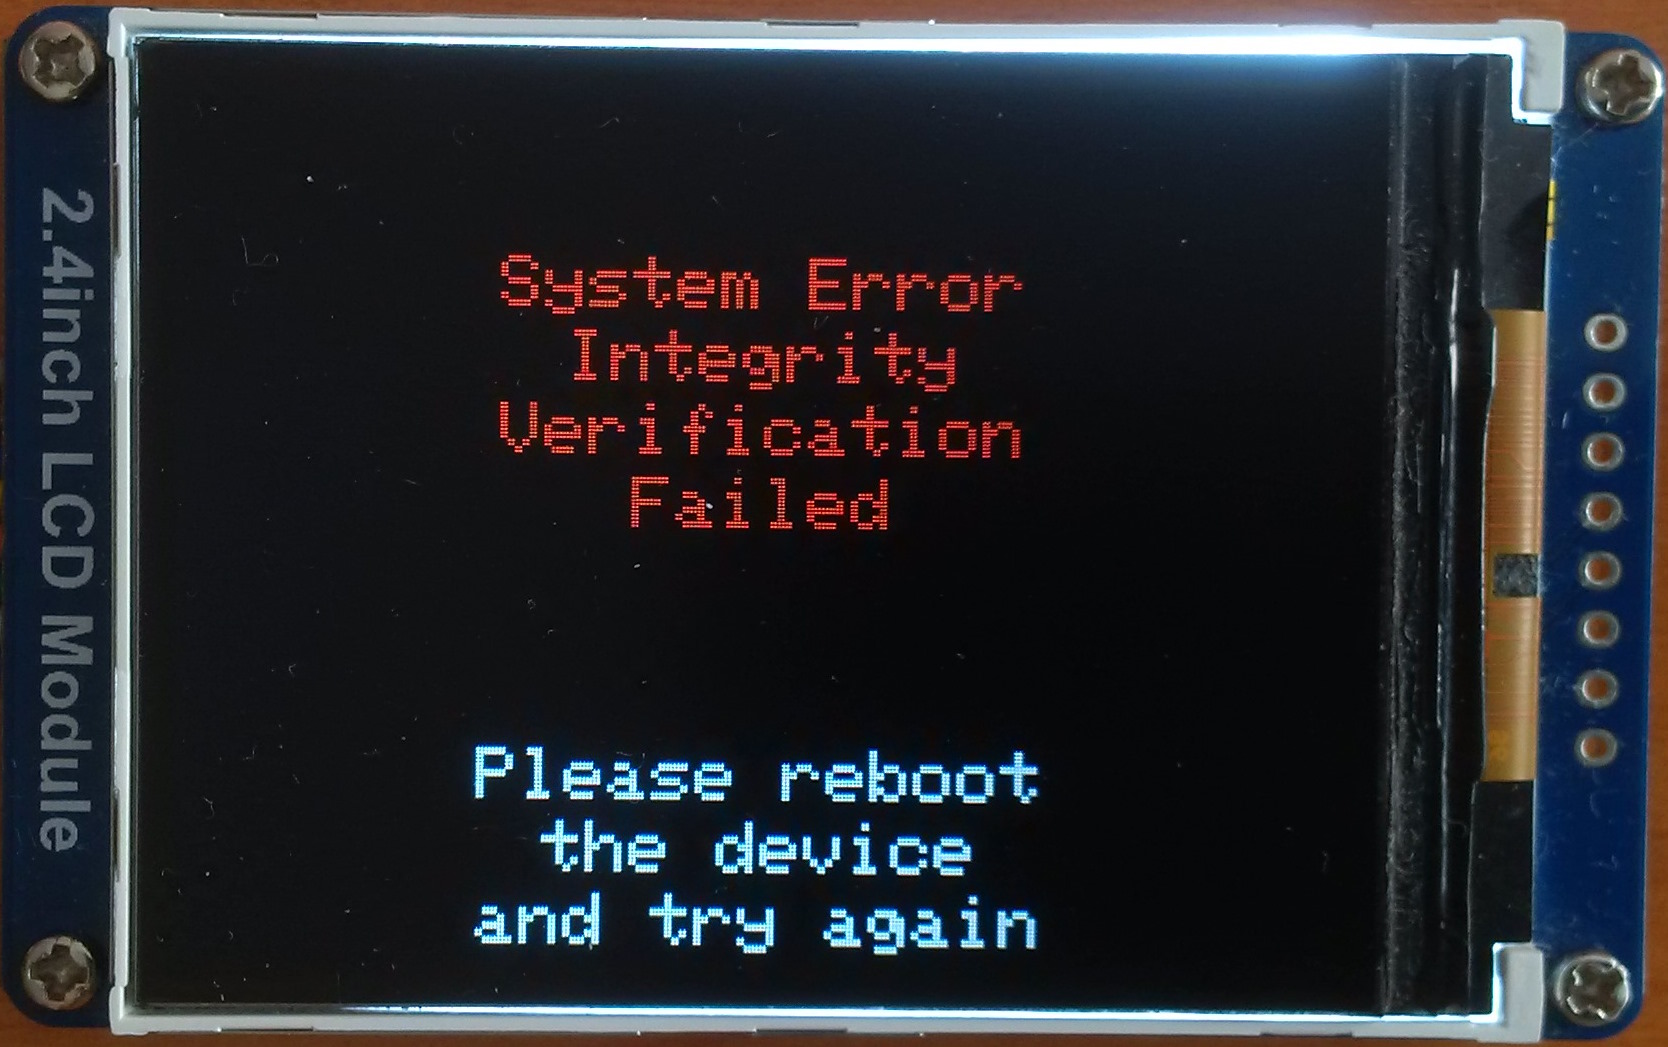 2.4inch LCD Module
System Error
Integrity
Verification
Failed
Please reboot
the device
and try again